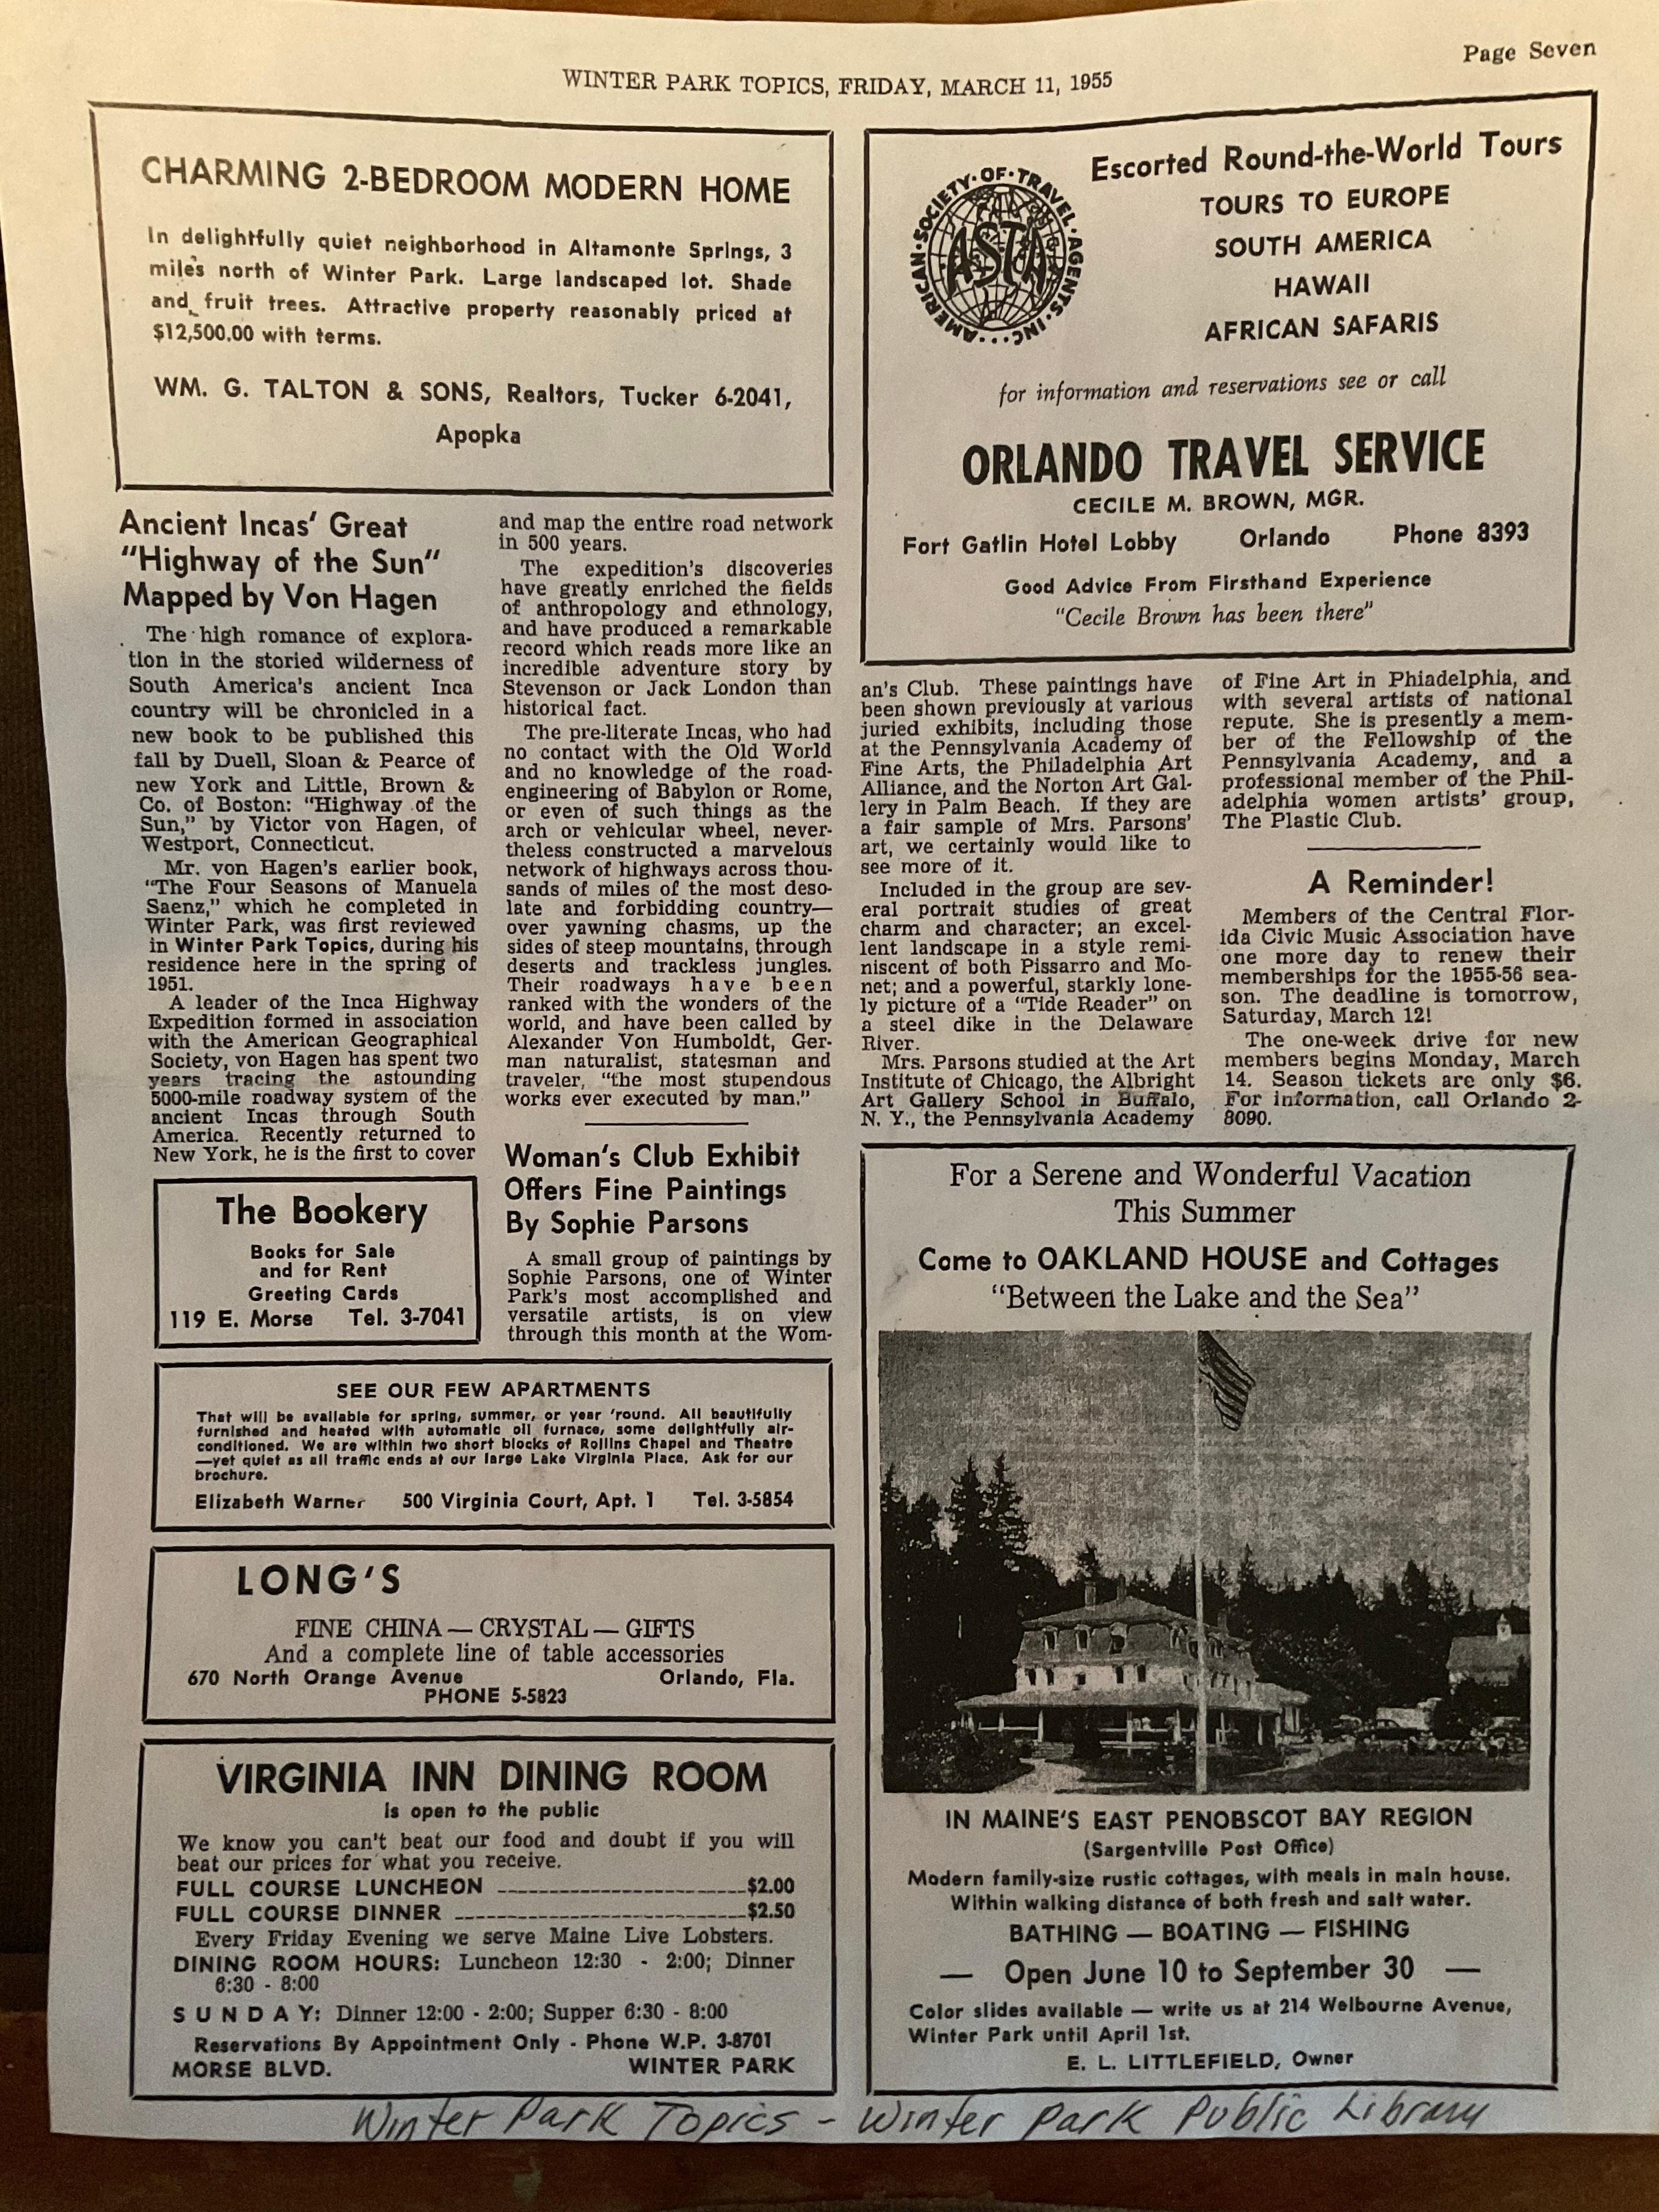 Page Seven
WINTER PARK TOPICS, FRIDAY, MARCH 11, 1955
CHARMING 2-BEDROOM MODERN HOME
In delightfully quiet neighborhood in Altamonte Springs, 3
miles north of Winter Park. Large landscaped lot. Shade
and fruit trees. Attractive property reasonably priced at
$12,500.00 with terms.
WM. G. TALTON & SONS, Realtors, Tucker 6-2041,
Apopka
Ancient Incas' Great
"Highway of the Sun"
Mapped by Von Hagen
The high romance of explora-
tion in the storied wilderness of
South America's ancient Inca
country will be chronicled in a
new book to be published this
fall by Duell, Sloan & Pearce of
new York and Little, Brown &
Co. of Boston: "Highway of the
Sun," by Victor von Hagen, of
Westport, Connecticut.
Mr. von Hagen's earlier book,
"The Four Seasons of Manuela
Saenz," which he completed in
Winter Park, was first reviewed
in Winter Park Topics, during his
residence here in the spring of
1951.
A leader of the Inca Highway
Expedition formed in association
with the American Geographical
Society, von Hagen has spent two
years tracing the astounding
5000-mile roadway system of the
ancient Incas through South
America. Recently returned to
New York, he is the first to cover
and map the entire road network
in 500 years.
The expedition's discoveries
have greatly enriched the fields
of anthropology and ethnology,
and have produced a remarkable
record which reads more like an
incredible adventure story by
Stevenson or Jack London than
historical fact.
The pre-literate Incas, who had
no contact with the Old World
and no knowledge of the road-
engineering of Babylon or Rome,
or even of such things as the
arch or vehicular wheel, never-
theless constructed a marvelous
network of highways across thou-
sands of miles of the most deso-
late and forbidding country—
over yawning chasms, up the
sides of steep mountains, through
deserts and trackless jungles.
Their roadways have been
ranked with the wonders of the
world, and have been called by
Alexander Von Humboldt, Ger-
man naturalist, statesman and
traveler, "the most stupendous
works ever executed by man."
Woman's Club Exhibit
Offers Fine Paintings
By Sophie Parsons
A small group of paintings by
Sophie Parsons, one of Winter
Park's most accomplished and
versatile artists, is on view
through this month at the Wom-
an's Club. These paintings have
been shown previously at various
juried exhibits, including those
at the Pennsylvania Academy of
Fine Arts, the Philadelphia Art
Alliance, and the Norton Art Gal-
lery in Palm Beach. If they are
a fair sample of Mrs. Parsons'
art, we certainly would like to
see more of it.
Included in the group are sev-
eral portrait studies of great
charm and character; an excel-
lent landscape in a style remi-
niscent of both Pissarro and Mo-
net; and a powerful, starkly lone-
ly picture of a "Tide Reader" on
a steel dike in the Delaware
River.
Mrs. Parsons studied at the Art
Institute of Chicago, the Albright
Art Gallery School in Buffalo,
N. Y., the Pennsylvania Academy
of Fine Art in Phiadelphia, and
with several artists of national
repute. She is presently a mem-
ber of the Fellowship of the
Pennsylvania Academy, and a
professional member of the Phil-
adelphia women artists' group,
The Plastic Club.
A Reminder!
Members of the Central Flor-
ida Civic Music Association have
one more day to renew their
memberships for the 1955-56 sea-
son. The deadline is tomorrow,
Saturday, March 12!
The one-week drive for new
members begins Monday, March
14. Season tickets are only $6.
For information, call Orlando 2-
8090.
AMERICAN·SOCIETY·OF·TRAVEL·AGENTS·INC...
ASTA
Escorted Round-the-World Tours
TOURS TO EUROPE
SOUTH AMERICA
HAWAII
AFRICAN SAFARIS
for information and reservations see or call
ORLANDO TRAVEL SERVICE
CECILE M. BROWN, MGR.
Fort Gatlin Hotel Lobby Orlando Phone 8393
Good Advice From Firsthand Experience
"Cecile Brown has been there"
The Bookery
Books for Sale
and for Rent
Greeting Cards
119 E. Morse Tel. 3-7041
SEE OUR FEW APARTMENTS
That will be available for spring, summer, or year 'round. All beautifully
furnished and heated with automatic oil furnace, some delightfully air-
conditioned. We are within two short blocks of Rollins Chapel and Theatre
—yet quiet as all traffic ends at our large Lake Virginia Place. Ask for our
brochure.
Elizabeth Warner 500 Virginia Court, Apt. 1 Tel. 3-5854
LONG'S
FINE CHINA — CRYSTAL — GIFTS
And a complete line of table accessories
670 North Orange Avenue Orlando, Fla.
PHONE 5-5823
VIRGINIA INN DINING ROOM
is open to the public
We know you can't beat our food and doubt if you will
beat our prices for what you receive.
FULL COURSE LUNCHEON ---------- $2.00
FULL COURSE DINNER ---------- $2.50
Every Friday Evening we serve Maine Live Lobsters.
DINING ROOM HOURS: Luncheon 12:30 - 2:00; Dinner
6:30 - 8:00
SUNDAY: Dinner 12:00 - 2:00; Supper 6:30 - 8:00
Reservations By Appointment Only - Phone W.P. 3-8701
MORSE BLVD. WINTER PARK
For a Serene and Wonderful Vacation
This Summer
Come to OAKLAND HOUSE and Cottages
"Between the Lake and the Sea"
IN MAINE'S EAST PENOBSCOT BAY REGION
(Sargentville Post Office)
Modern family-size rustic cottages, with meals in main house.
Within walking distance of both fresh and salt water.
BATHING — BOATING — FISHING
— Open June 10 to September 30 —
Color slides available — write us at 214 Welbourne Avenue,
Winter Park until April 1st.
E. L. LITTLEFIELD, Owner
Winter Park Topics - Winter Park Public Library